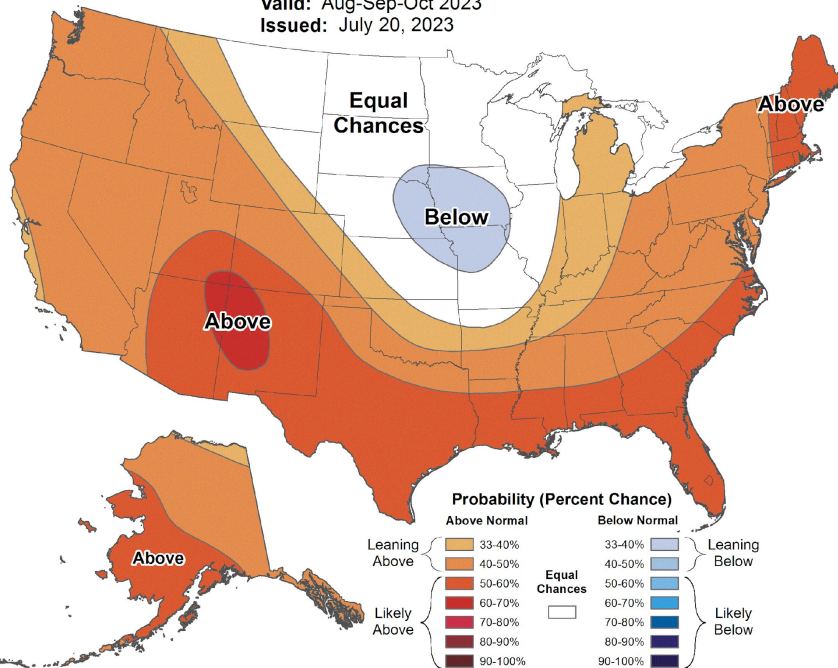 Valid: Aug-Sep-Oct 2023
Issued: July 20, 2023
Equal
Chances
Above
Below
Above
Above
Probability (Percent Chance)
Above Normal
Below Normal
Leaning
Above
33-40%
40-50%
50-60%
60-70%
70-80%
80-90%
90-100%
Likely
Above
Equal
Chances
33-40%
40-50%
50-60%
60-70%
70-80%
80-90%
90-100%
Leaning
Below
Likely
Below